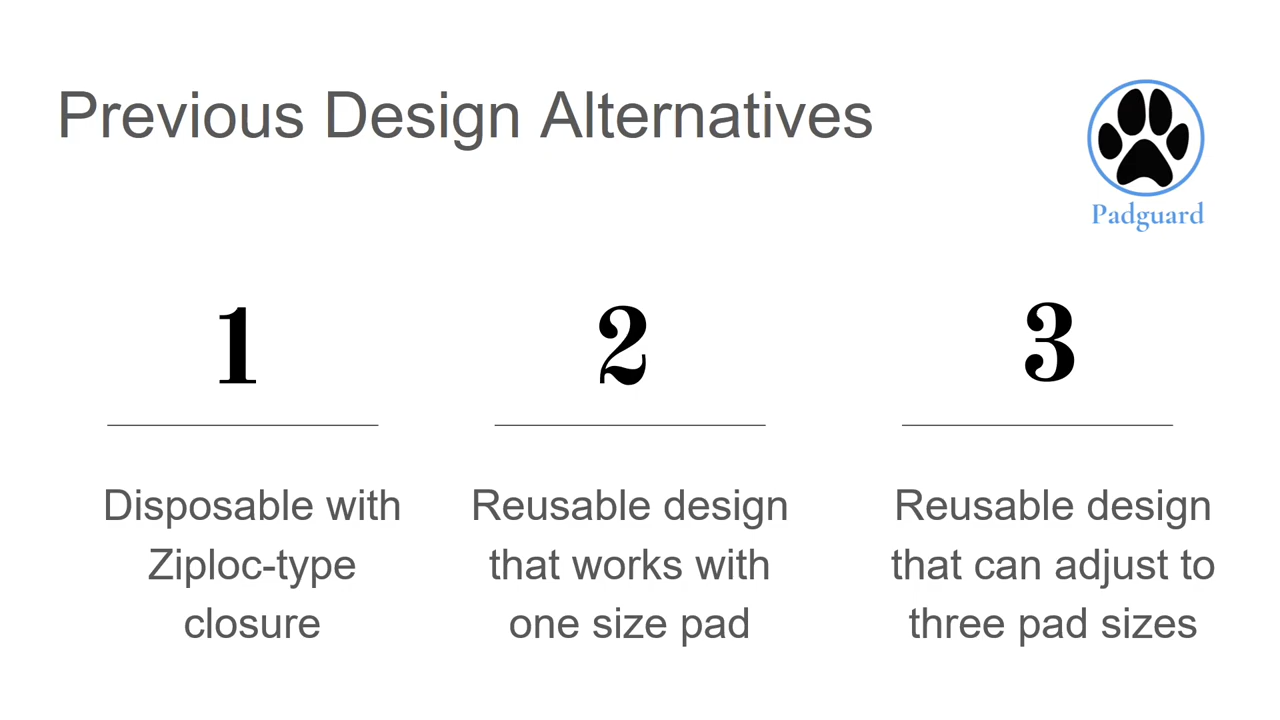 Previous Design Alternatives
Padguard
1
2
3
Disposable with
Ziploc-type
closure
Reusable design
that works with
one size pad
Reusable design
that can adjust to
three pad sizes